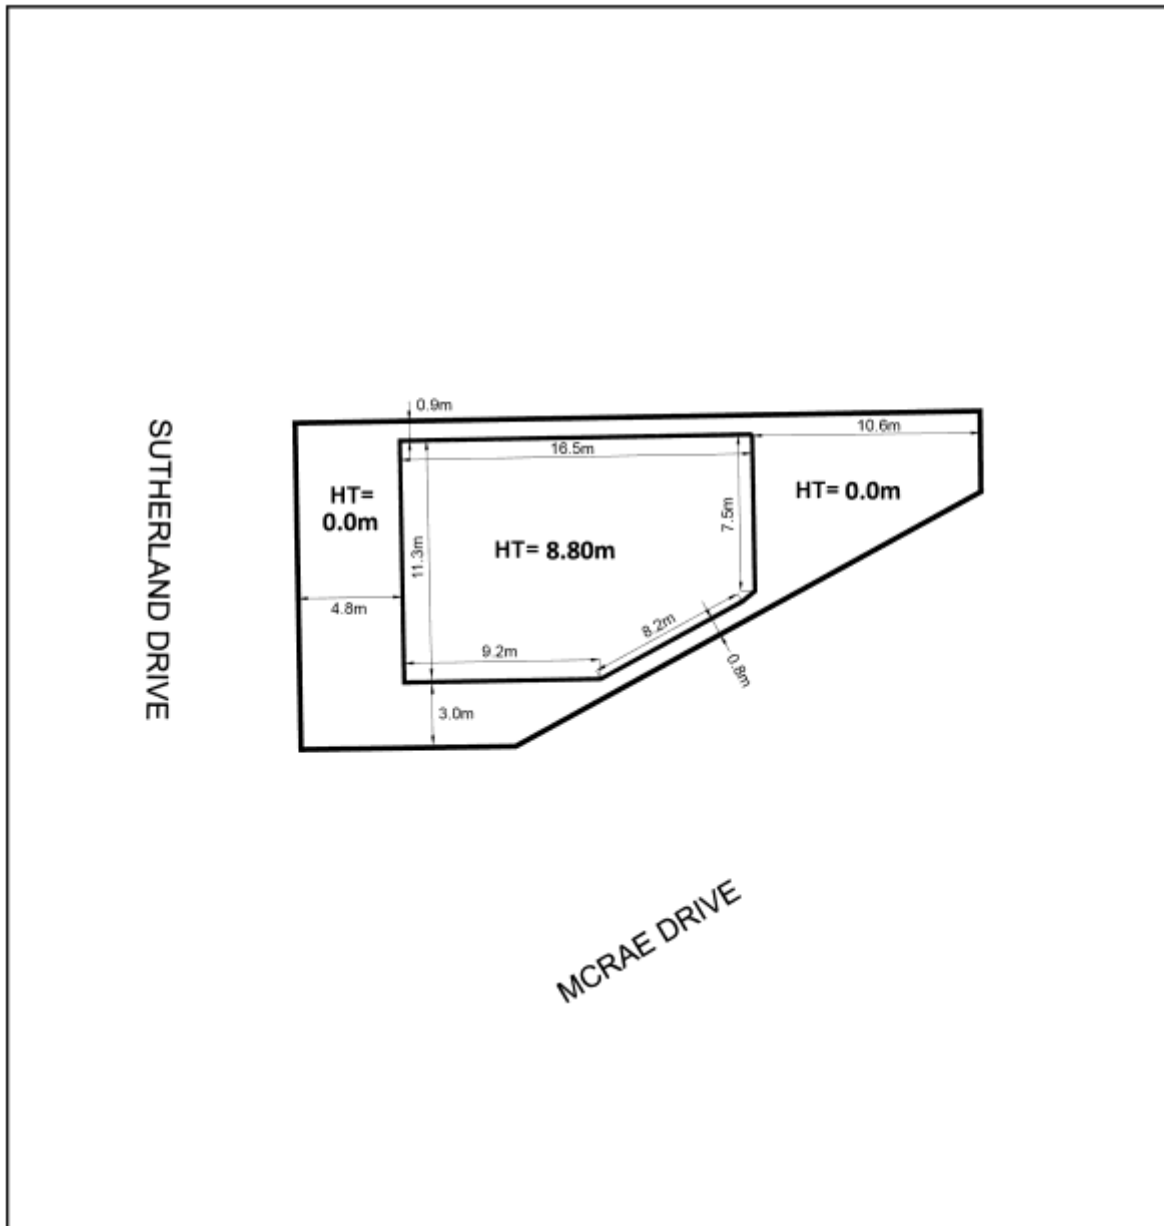 0.9m
10.6m
16.5m
SUTHERLAND DRIVE
HT=
0.0m
HT= 0.0m
7.5m
11.3m
HT= 8.80m
4.8m
8.2m
9.2m
0.8m
3.0m
MCRAE DRIVE